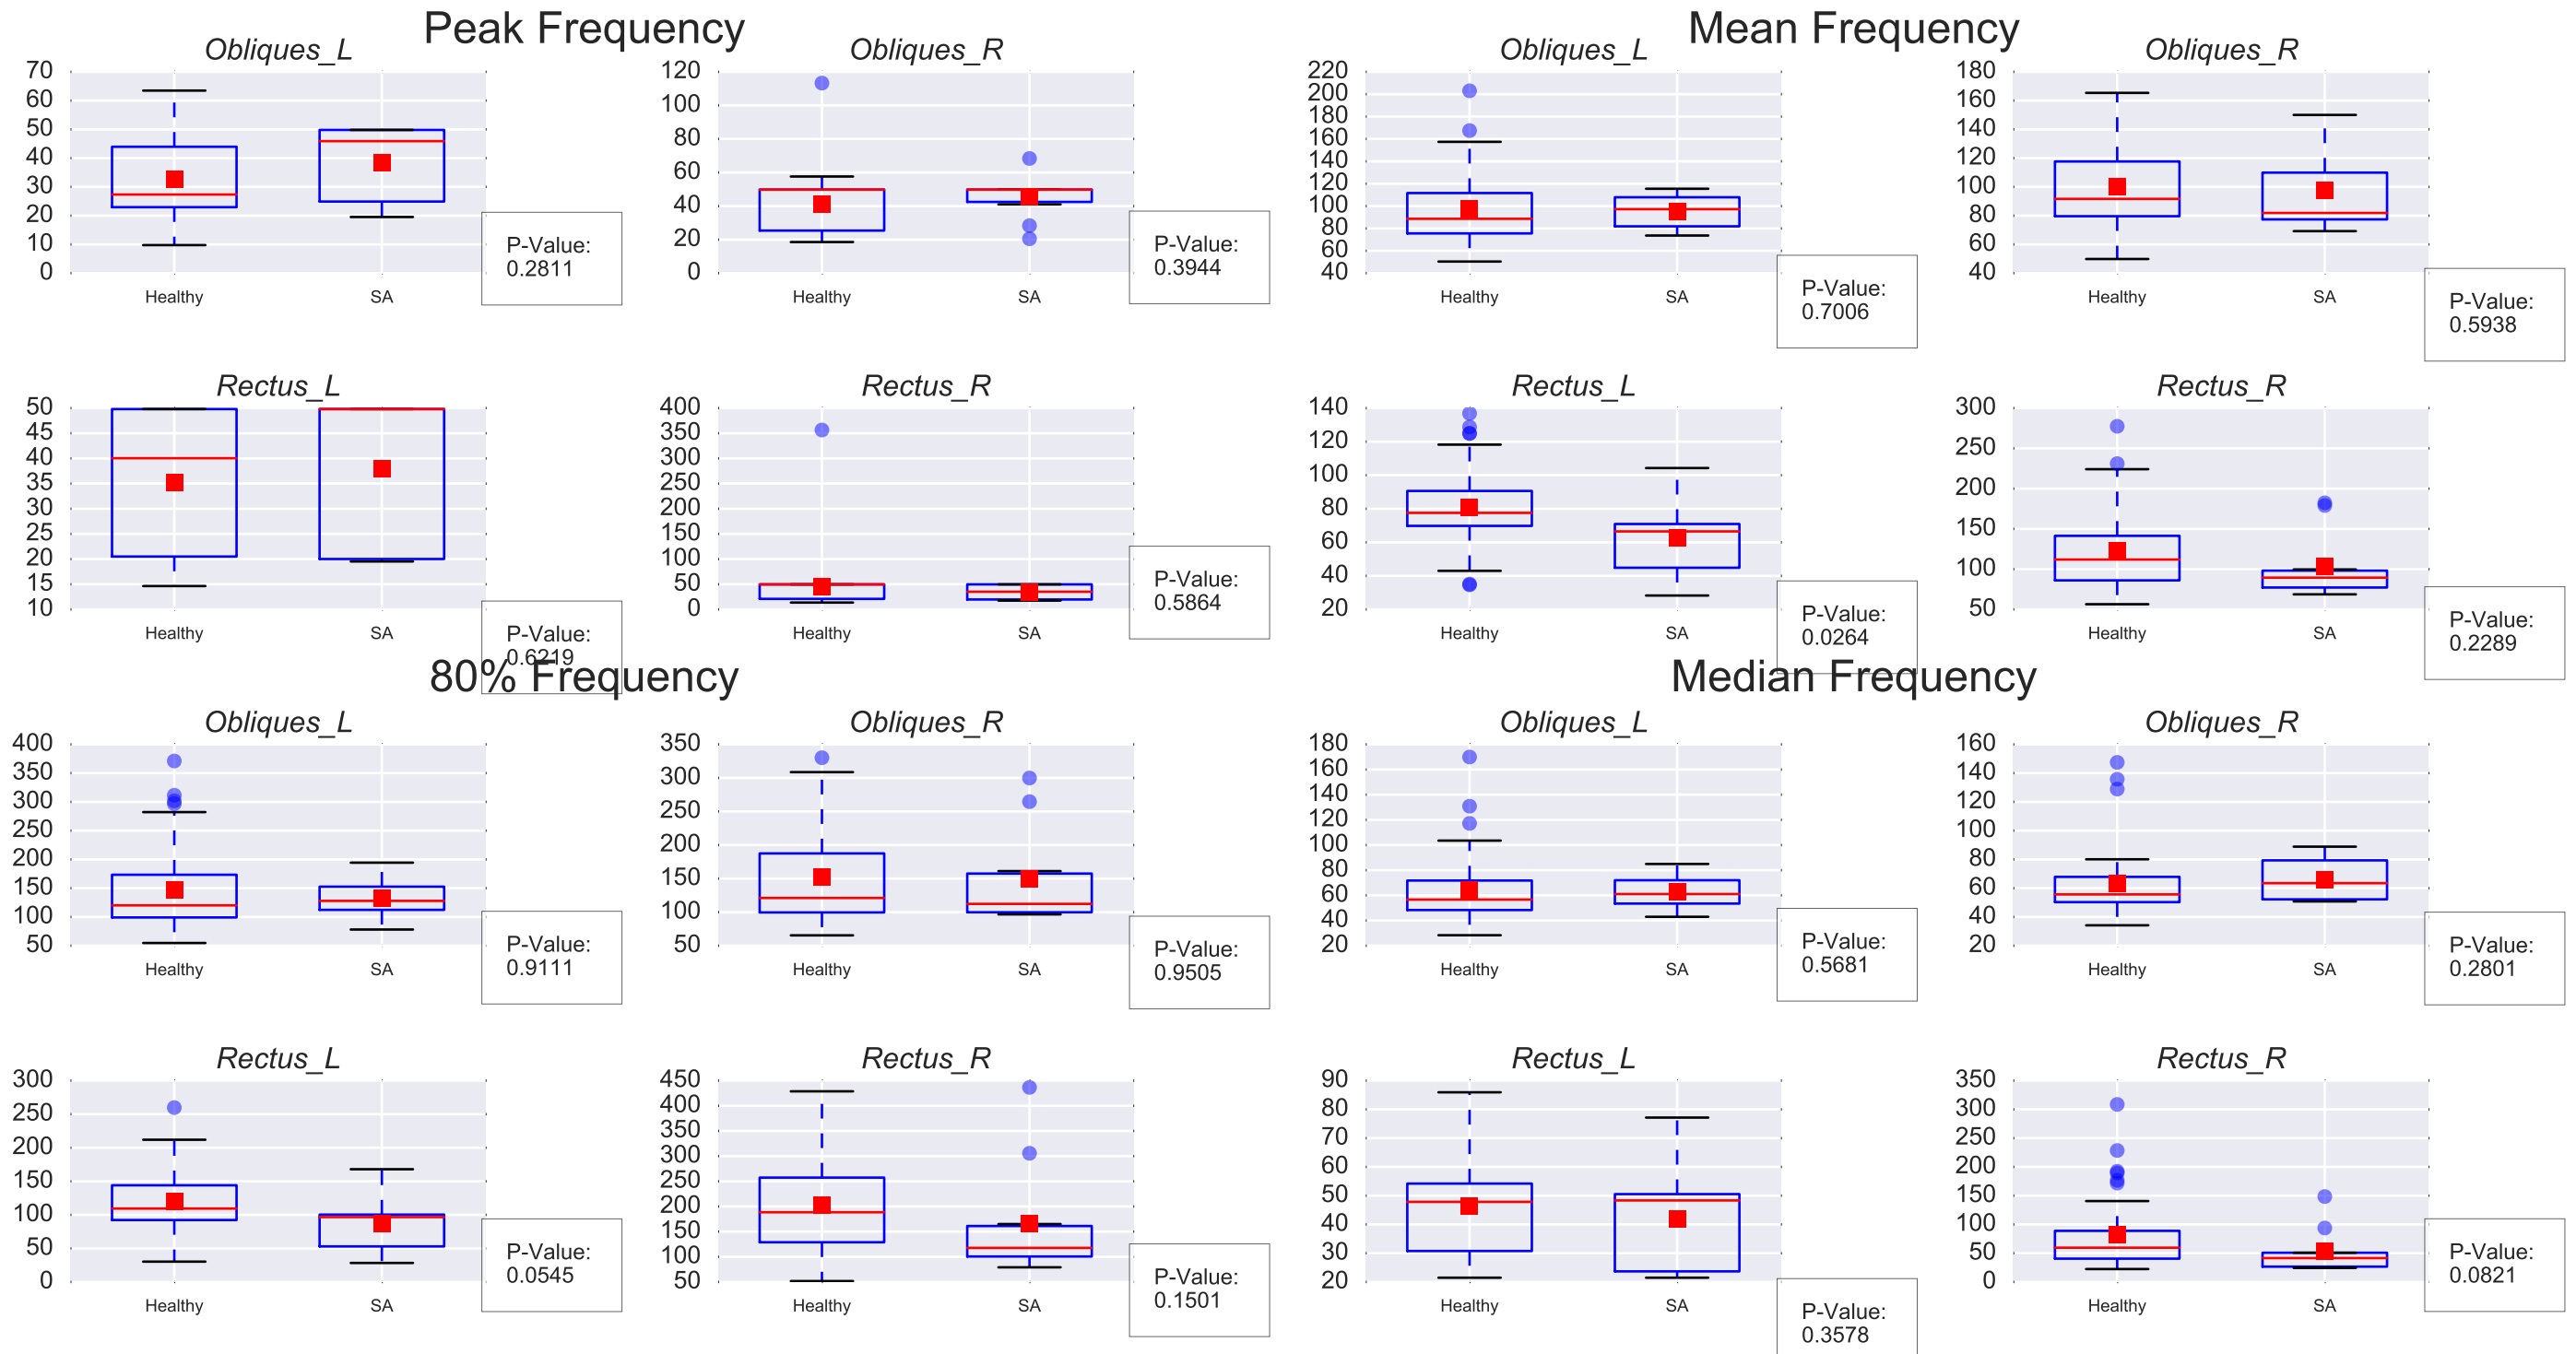 Peak Frequency
Mean Frequency
Obliques_L
Obliques_R
Obliques_L
Obliques_R
70
60
50
40
30
20
10
0
Healthy
SA
P-Value:
0.2811
120
100
80
60
40
20
0
Healthy
SA
P-Value:
0.3944
220
200
180
160
140
120
100
80
60
40
Healthy
SA
P-Value:
0.7006
180
160
140
120
100
80
60
40
Healthy
SA
P-Value:
0.5938
Rectus_L
Rectus_R
Rectus_L
Rectus_R
50
45
40
35
30
25
20
15
10
Healthy
SA
P-Value:
0.6219
400
350
300
250
200
150
100
50
0
Healthy
SA
P-Value:
0.5864
140
120
100
80
60
40
20
Healthy
SA
P-Value:
0.0264
300
250
200
150
100
50
Healthy
SA
P-Value:
0.2289
80% Frequency
Median Frequency
Obliques_L
Obliques_R
Obliques_L
Obliques_R
400
350
300
250
200
150
100
50
Healthy
SA
P-Value:
0.9111
350
300
250
200
150
100
50
Healthy
SA
P-Value:
0.9505
180
160
140
120
100
80
60
40
20
Healthy
SA
P-Value:
0.5681
160
140
120
100
80
60
40
20
Healthy
SA
P-Value:
0.2801
Rectus_L
Rectus_R
Rectus_L
Rectus_R
300
250
200
150
100
50
0
Healthy
SA
P-Value:
0.0545
450
400
350
300
250
200
150
100
50
Healthy
SA
P-Value:
0.1501
90
80
70
60
50
40
30
20
Healthy
SA
P-Value:
0.3578
350
300
250
200
150
100
50
0
Healthy
SA
P-Value:
0.0821